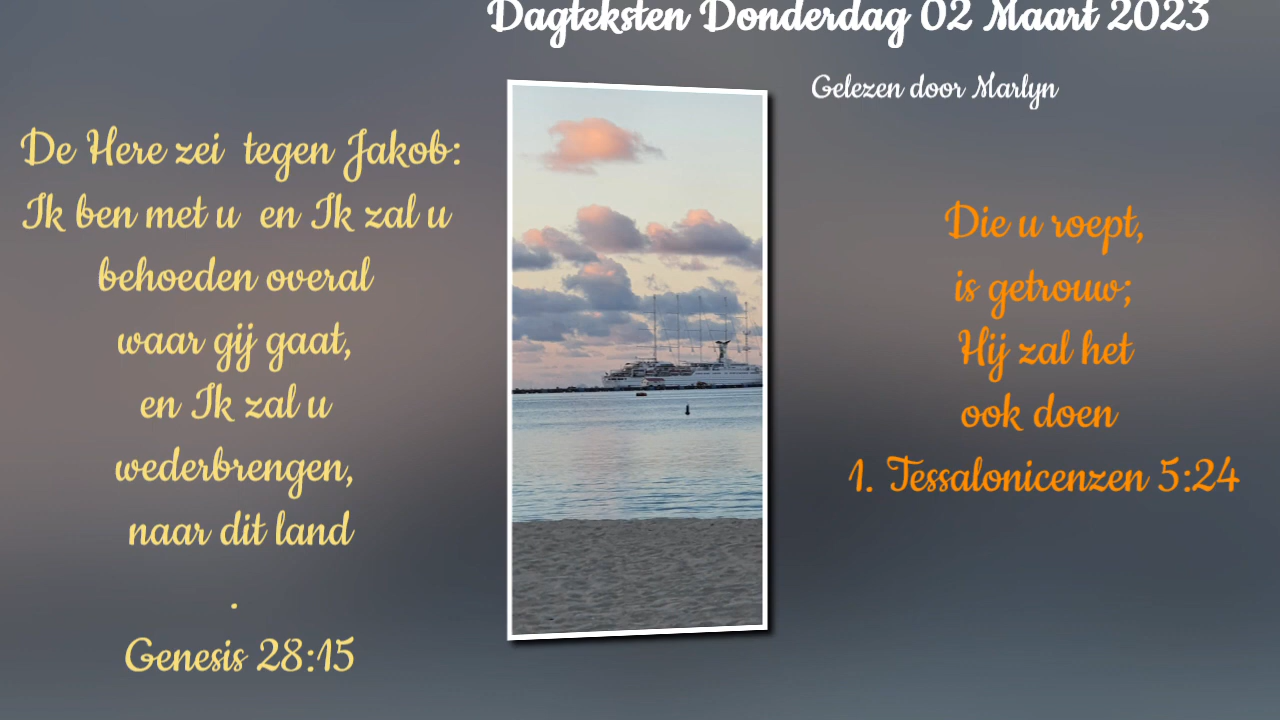 Dagteksten Donderdag 02 Maart 2023
Gelezen door Marlyn
De Here zei tegen Jakob:
Ik ben met u en Ik zal u
behoeden overal
waar gij gaat,
en Ik zal u
wederbrengen,
naar dit land
.
Genesis 28:15
Die u roept,
is getrouw;
Hij zal het
ook doen
1. Tessalonicenzen 5:24